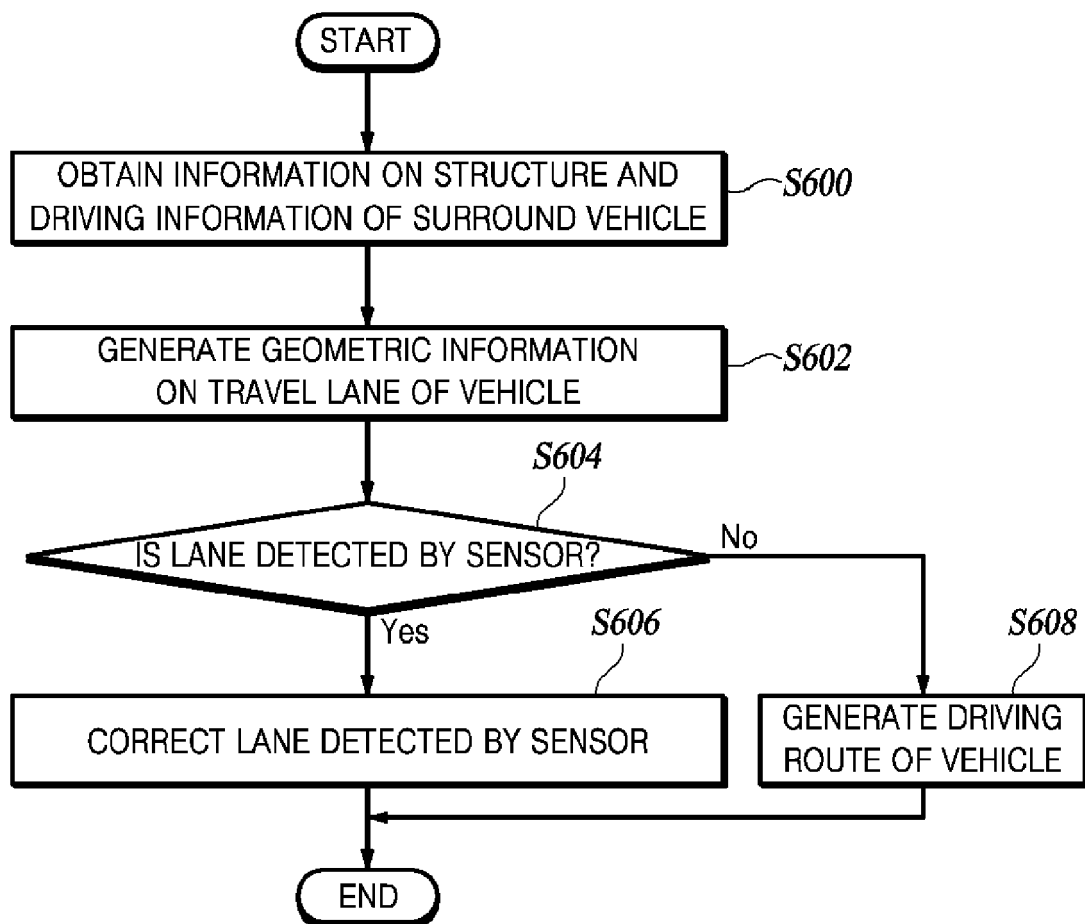 START
OBTAIN INFORMATION ON STRUCTURE AND
DRIVING INFORMATION OF SURROUND VEHICLE
S600
GENERATE GEOMETRIC INFORMATION
ON TRAVEL LANE OF VEHICLE
S602
S604
IS LANE DETECTED BY SENSOR?
No
Yes
S606
S608
CORRECT LANE DETECTED BY SENSOR
GENERATE DRIVING
ROUTE OF VEHICLE
END